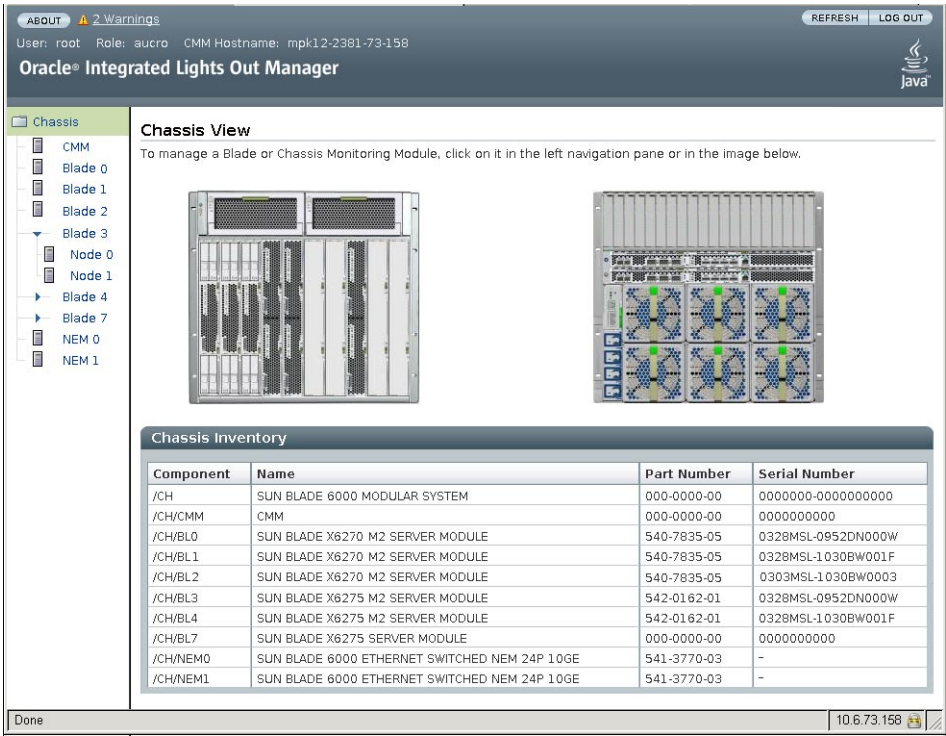 ABOUT 2 Warnings REFRESH LOG OUT
User: root Role: aucro CMM Hostname: mpk12-2381-73-158
Oracle® Integrated Lights Out Manager
Java™
Chassis
CMM
Blade 0
Blade 1
Blade 2
Blade 3
Node 0
Node 1
Blade 4
Blade 7
NEM 0
NEM 1
Chassis View
To manage a Blade or Chassis Monitoring Module, click on it in the left navigation pane or in the image below.
Chassis Inventory
Component Name Part Number Serial Number
/CH SUN BLADE 6000 MODULAR SYSTEM 000-0000-00 0000000-0000000000
/CH/CMM CMM 000-0000-00 0000000000
/CH/BL0 SUN BLADE X6270 M2 SERVER MODULE 540-7835-05 0328MSL-0952DN000W
/CH/BL1 SUN BLADE X6270 M2 SERVER MODULE 540-7835-05 0328MSL-1030BW001F
/CH/BL2 SUN BLADE X6270 M2 SERVER MODULE 540-7835-05 0303MSL-1030BW0003
/CH/BL3 SUN BLADE X6275 M2 SERVER MODULE 542-0162-01 0328MSL-0952DN000W
/CH/BL4 SUN BLADE X6275 M2 SERVER MODULE 542-0162-01 0328MSL-1030BW001F
/CH/BL7 SUN BLADE X6275 SERVER MODULE 000-0000-00 0000000000
/CH/NEM0 SUN BLADE 6000 ETHERNET SWITCHED NEM 24P 10GE 541-3770-03 -
/CH/NEM1 SUN BLADE 6000 ETHERNET SWITCHED NEM 24P 10GE 541-3770-03 -
Done 10.6.73.158